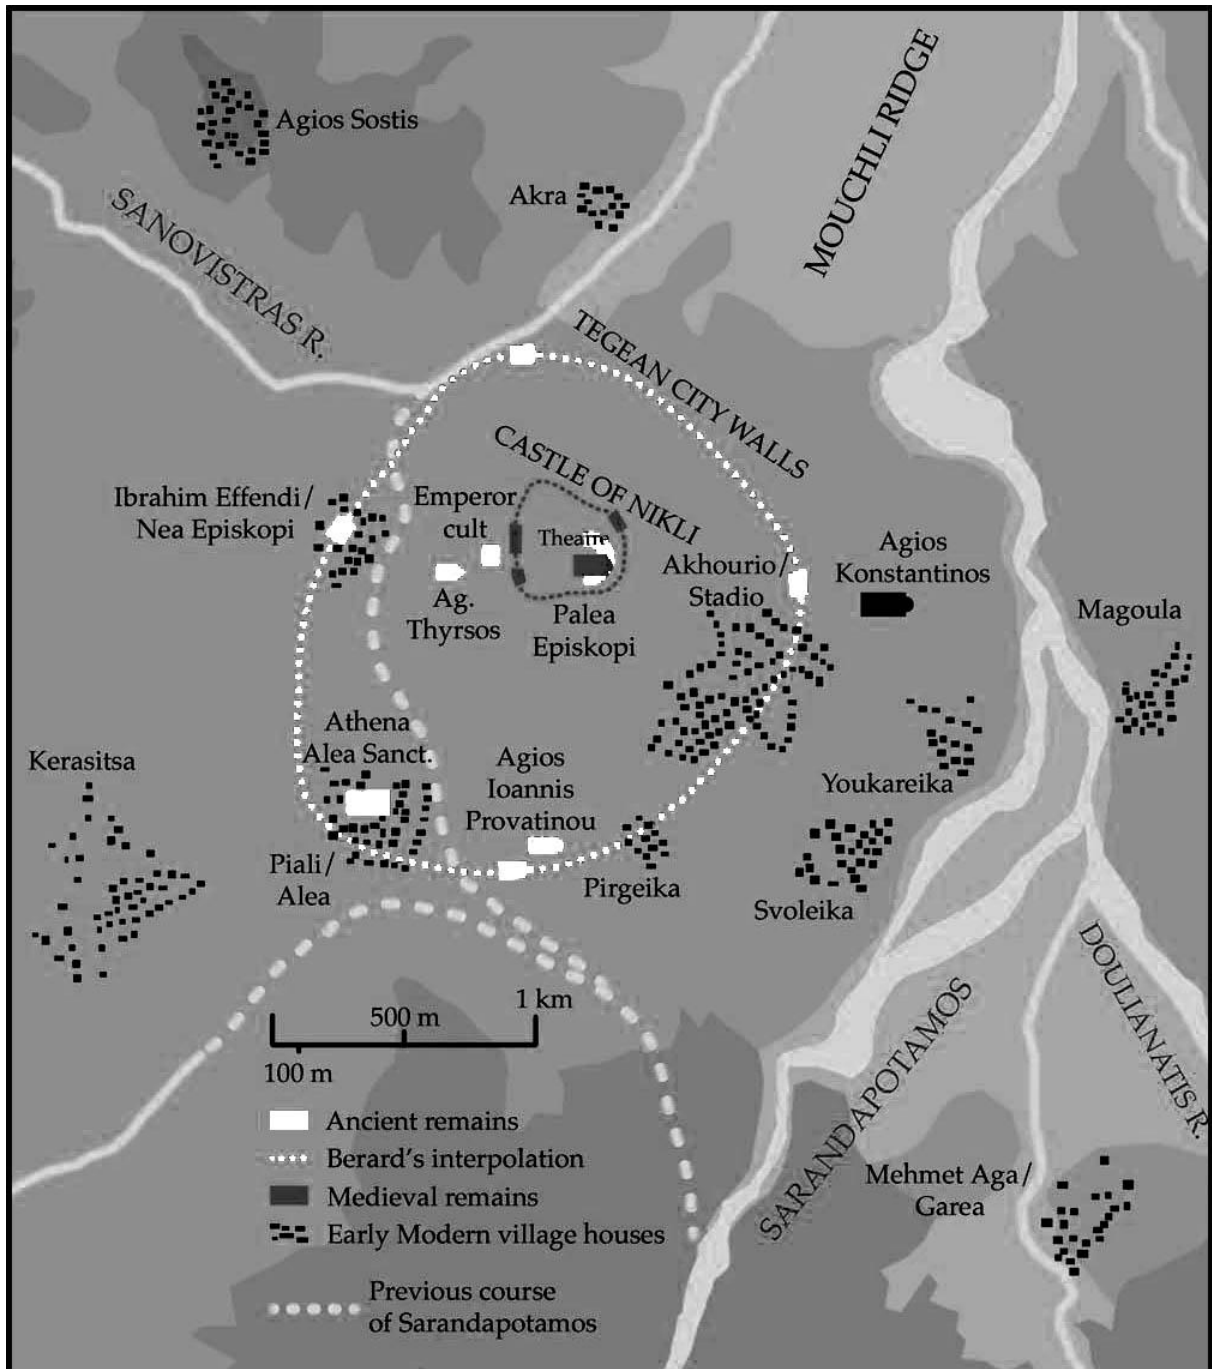 Agios Sostis
Akra
MOUCHLI RIDGE
SANOVISTRAS R.
TEGEAN CITY WALLS
CASTLE OF NIKLI
Ibrahim Effendi/
Nea Episkopi
Emperor
cult
Theatre
Akhourio/
Stadio
Agios
Konstantinos
Ag.
Thyrsos
Palea
Episkopi
Magoula
Athena
Alea Sanct.
Kerasitsa
Agios
Ioannis
Provatinou
Youkareika
Piali/
Alea
Pirgeika
Svoleika
DOULIANATIS R.
SARANDAPOTAMOS
1 km
500 m
100 m
Ancient remains
Berard's interpolation
Medieval remains
Early Modern village houses
Previous course
of Sarandapotamos
Mehmet Aga/
Garea